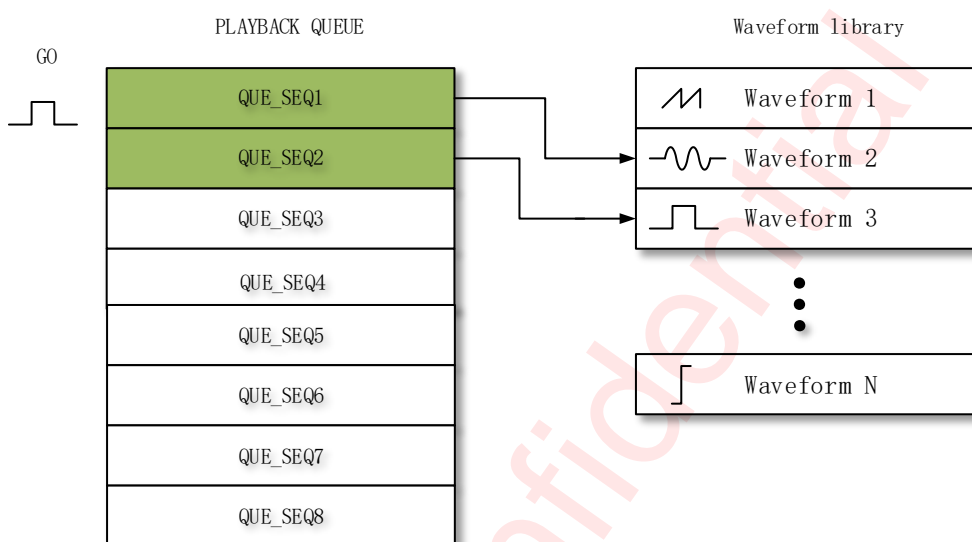 PLAYBACK QUEUE
Waveform library
GO
QUE_SEQ1
QUE_SEQ2
QUE_SEQ3
QUE_SEQ4
QUE_SEQ5
QUE_SEQ6
QUE_SEQ7
QUE_SEQ8
Waveform 1
Waveform 2
Waveform 3
Waveform N
fidential